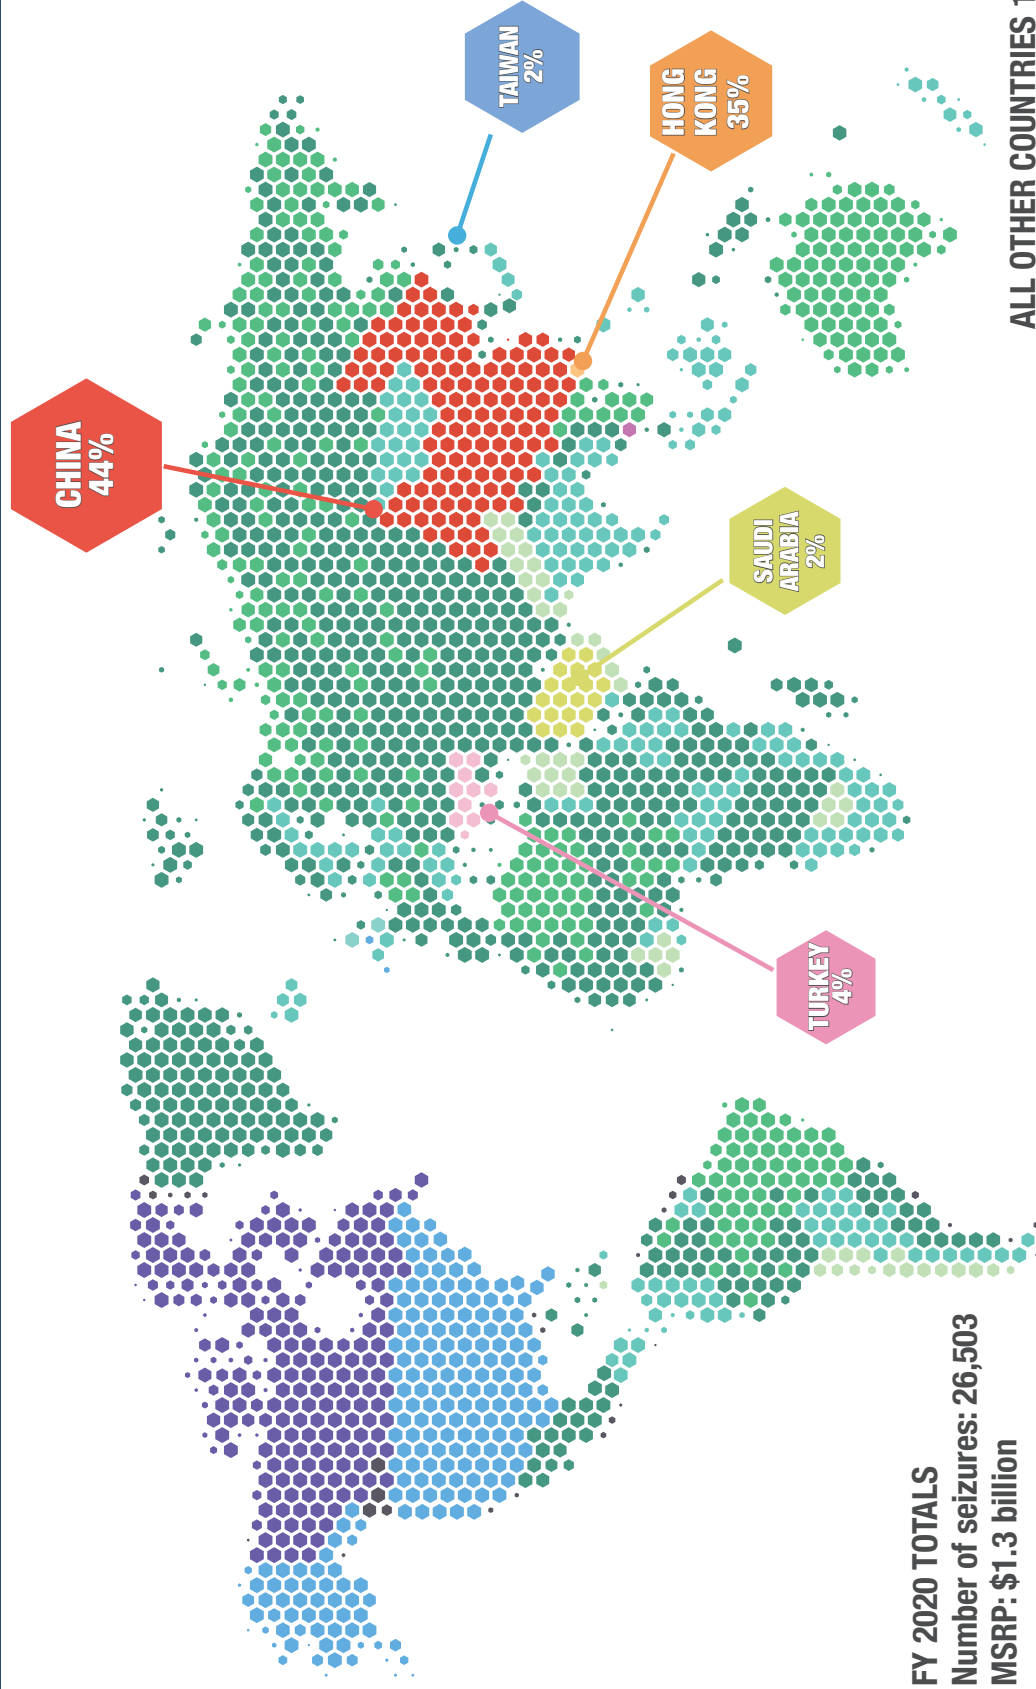 CHINA
44%
TAIWAN
2%
HONG
KONG
35%
SAUDI
ARABIA
2%
TURKEY
4%
FY 2020 TOTALS
Number of seizures: 26,503
MSRP: $1.3 billion
ALL OTHER COUNTRIES